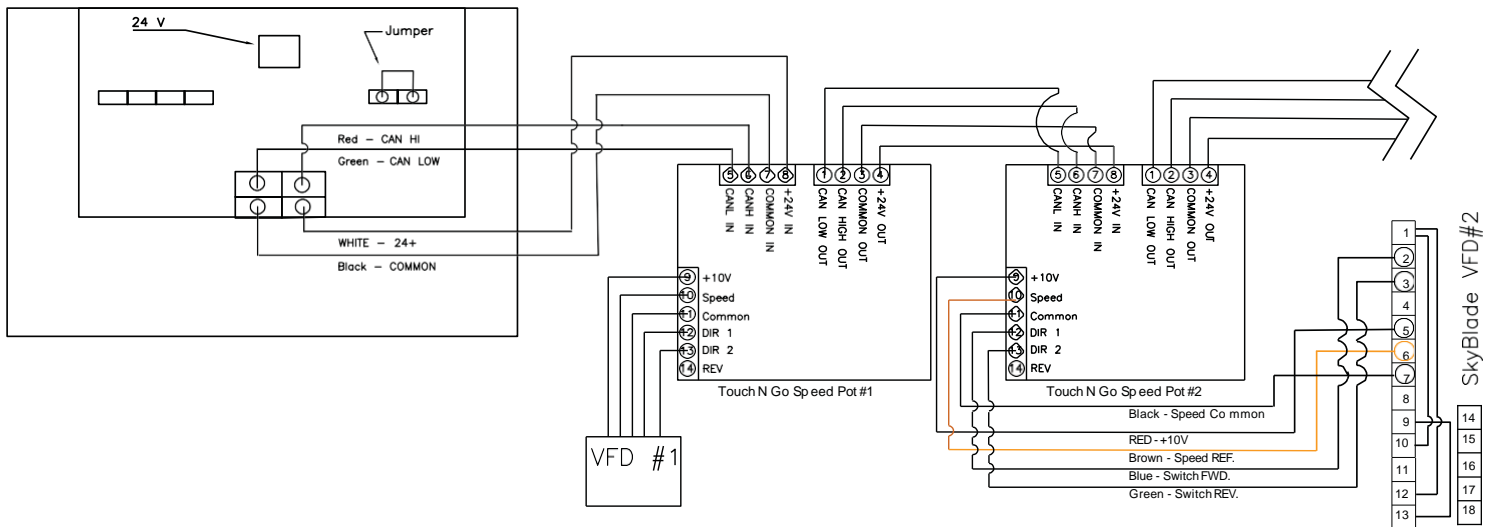 24 V
Jumper
Red - CAN HI
Green - CAN LOW
WHITE - 24+
Black - COMMON
5 6 7 8 1 2 3 4
CANL IN
CANH IN
COMMON IN
+24V IN
CAN LOW OUT
CAN HIGH OUT
COMMON OUT
+24V OUT
9 +10V
10 Speed
11 Common
12 DIR 1
13 DIR 2
14 REV
Touch N Go Speed Pot #1
VFD #1
5 6 7 8 1 2 3 4
CANL IN
CANH IN
COMMON IN
+24V IN
CAN LOW OUT
CAN HIGH OUT
COMMON OUT
+24V OUT
9 +10V
10 Speed
11 Common
12 DIR 1
13 DIR 2
14 REV
Touch N Go Speed Pot #2
Black - Speed Common
RED - +10V
Brown - Speed REF.
Blue - Switch FWD.
Green - Switch REV.
1
2
3
4
5
6
7
8
9
10
11
12
13
14
15
16
17
18
SkyBlade VFD#2